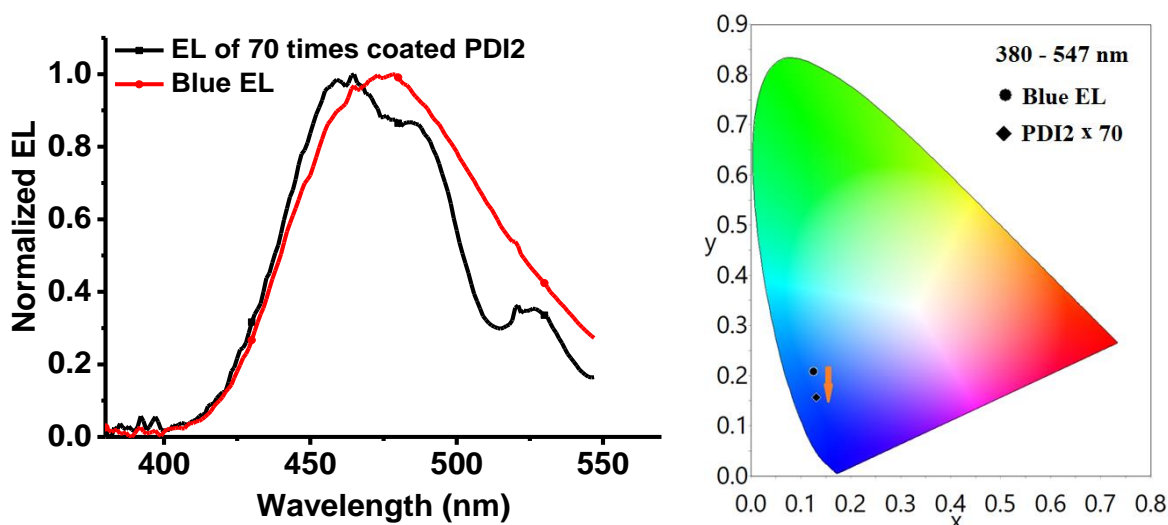 EL of 70 times coated PDI2
Blue EL
1.0
0.8
0.6
0.4
0.2
0.0
Normalized EL
400
450
500
550
Wavelength (nm)
0.9
0.8
0.7
0.6
0.5
y
0.4
0.3
0.2
0.1
0.0
380 - 547 nm
Blue EL
PDI2 x 70
0.0 0.1 0.2 0.3 0.4 0.5 0.6 0.7 0.8
x